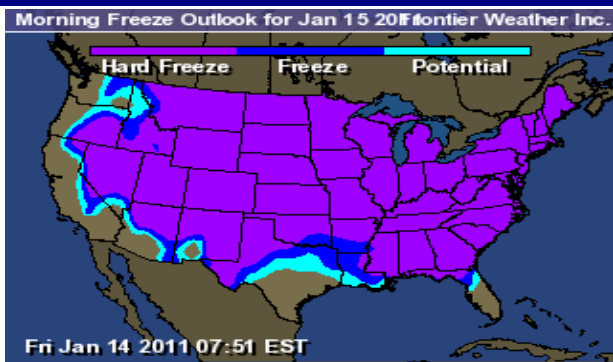 Morning Freeze Outlook for Jan 15 Frontier Weather Inc.
Hard Freeze Freeze Potential
Fri Jan 14 2011 07:51 EST